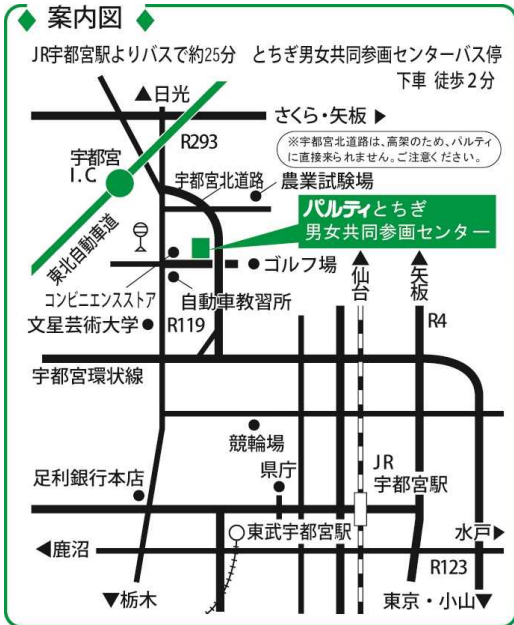 案内図
JR宇都宮駅よりバスで約25分 とちぎ男女共同参画センターバス停
下車 徒歩2分
▲日光
さくら・矢板▶
R293
※宇都宮北道路は、高架のため、パルティ
に直接来られません。ご注意ください。
宇都宮
I.C
宇都宮北道路
農業試験場
東北自動車道
パルティとちぎ
男女共同参画センター
ゴルフ場
▲仙台
▲矢板
コンビニエンスストア
自動車教習所
文星芸術大学
R119
R4
宇都宮環状線
競輪場
県庁
JR
宇都宮駅
足利銀行本店
東武宇都宮駅
水戸▶
◀鹿沼
R123
▼栃木
東京・小山▼